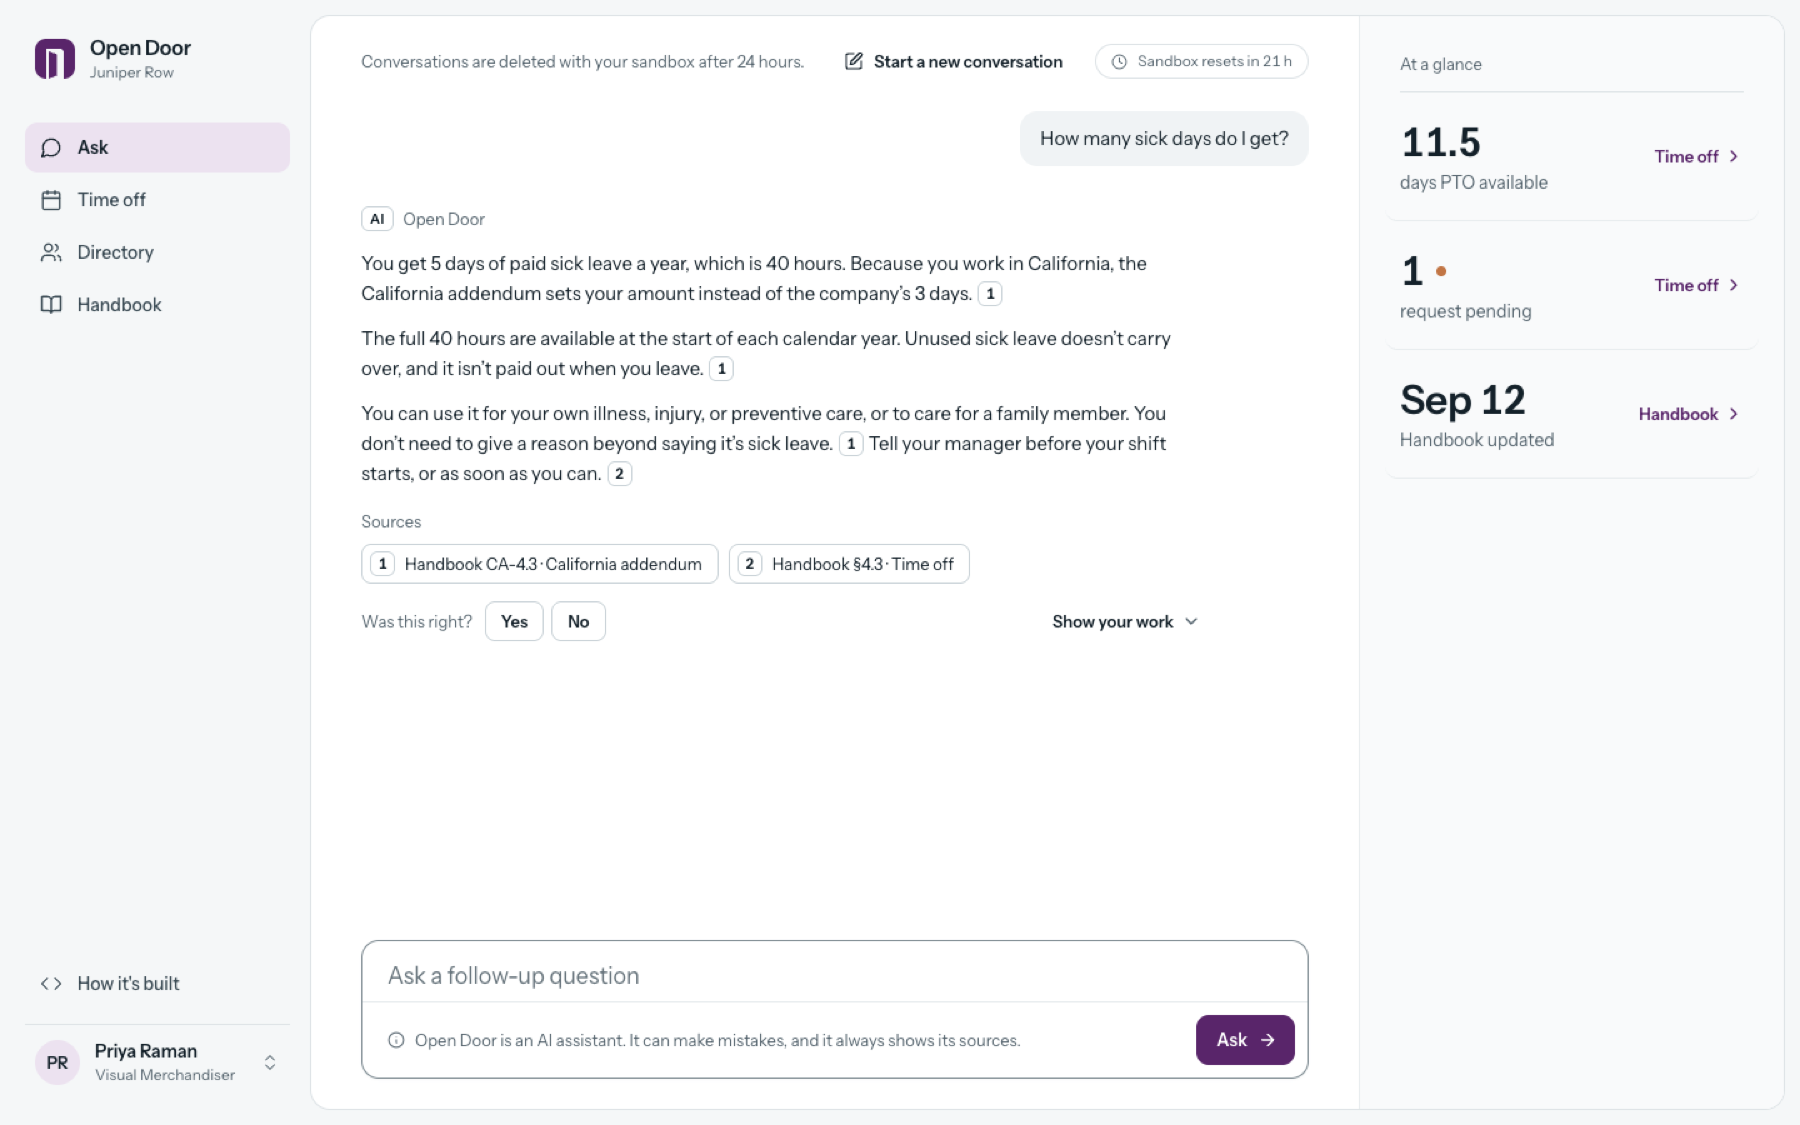 Open Door
Juniper Row
Ask
Time off
Directory
Handbook
How it's built
PR
Priya Raman
Visual Merchandiser
Conversations are deleted with your sandbox after 24 hours.
Start a new conversation
Sandbox resets in 21 h
How many sick days do I get?
AI Open Door
You get 5 days of paid sick leave a year, which is 40 hours. Because you work in California, the
California addendum sets your amount instead of the company’s 3 days. 1
The full 40 hours are available at the start of each calendar year. Unused sick leave doesn’t carry
over, and it isn’t paid out when you leave. 1
You can use it for your own illness, injury, or preventive care, or to care for a family member. You
don’t need to give a reason beyond saying it’s sick leave. 1 Tell your manager before your shift
starts, or as soon as you can. 2
Sources
1 Handbook CA-4.3 · California addendum
2 Handbook §4.3 · Time off
Was this right? Yes No
Show your work
Ask a follow-up question
Open Door is an AI assistant. It can make mistakes, and it always shows its sources.
Ask
At a glance
11.5
days PTO available
Time off
1
request pending
Time off
Sep 12
Handbook updated
Handbook